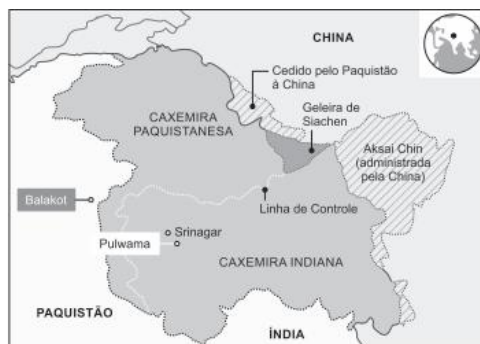 CHINA
Cedido pelo Paquistão
à China
CAXEMIRA
PAQUISTANESA
Geleira de
Siachen
Aksai Chin
(administrada
pela China)
Balakot
Linha de Controle
Srinagar
Pulwama
CAXEMIRA INDIANA
PAQUISTÃO
ÍNDIA